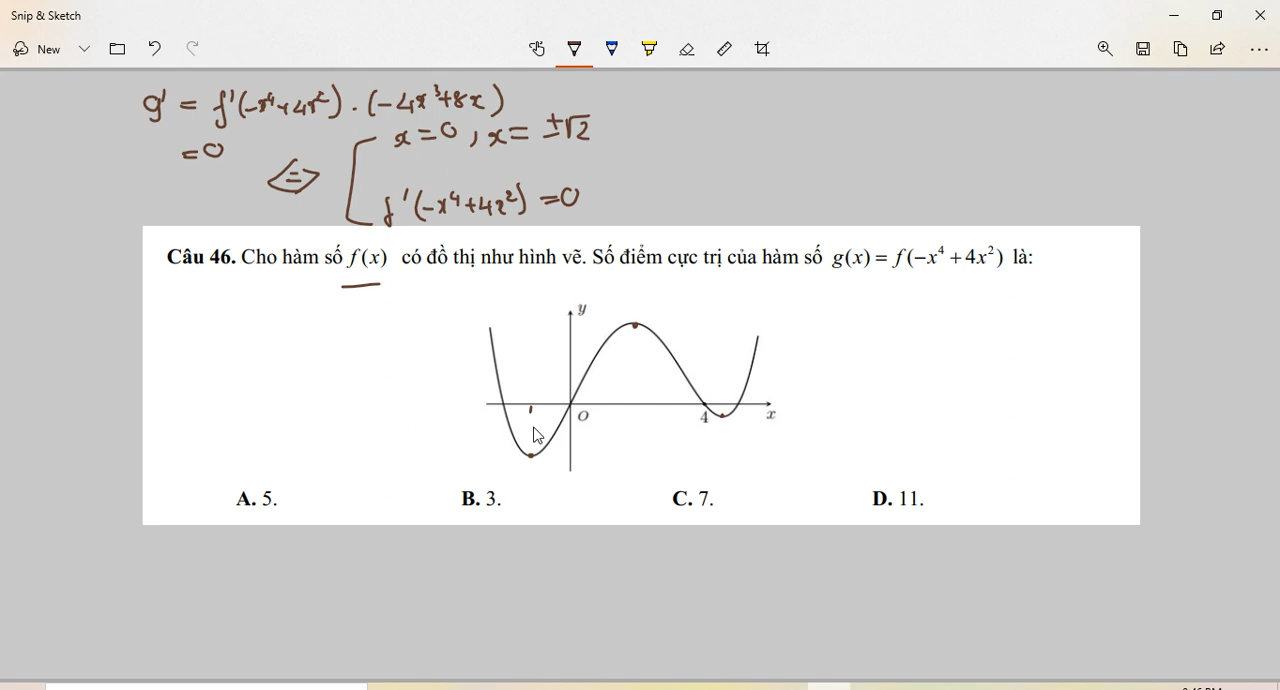 Snip & Sketch
New
g' = f'(-x⁴+4x²) . (-4x³+8x)
=0 ⇔ x=0 , x= ±√2
f'(-x⁴+4x²) =0
Câu 46. Cho hàm số f(x) có đồ thị như hình vẽ. Số điểm cực trị của hàm số g(x) = f(−x⁴ + 4x²) là:
y
O 4 x
A. 5. B. 3. C. 7. D. 11.